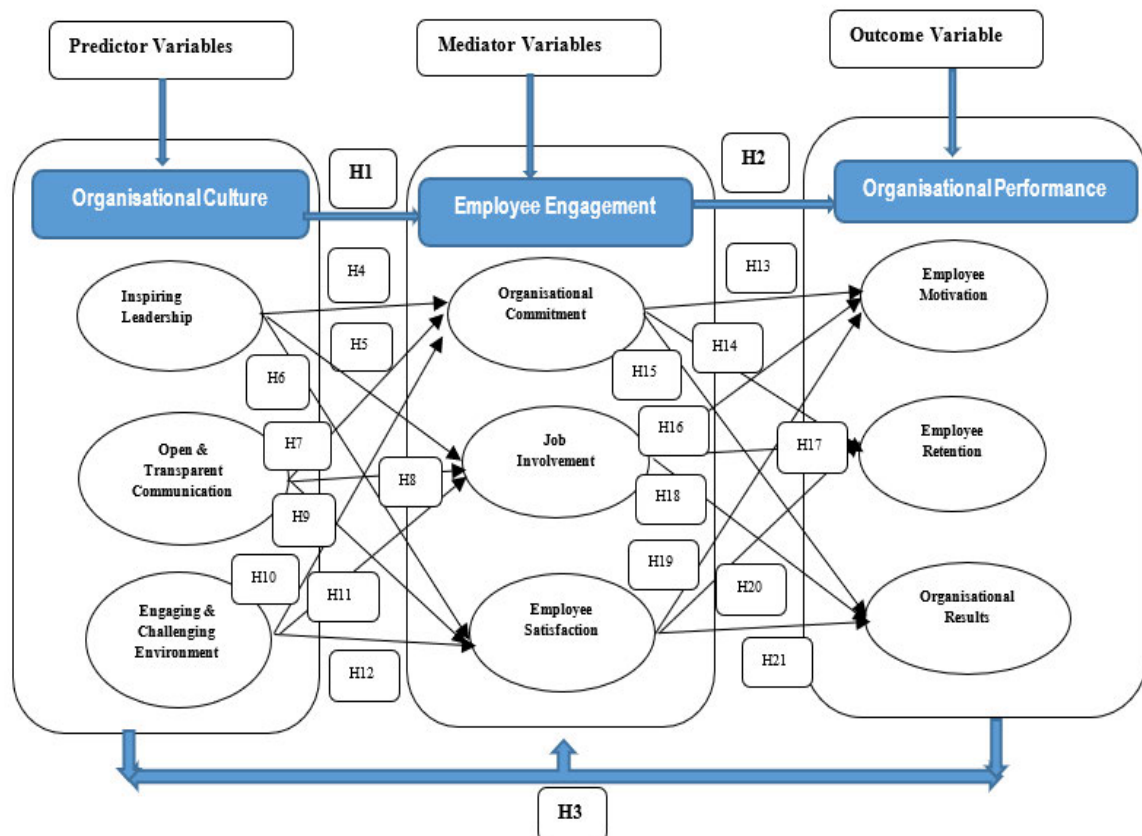 Predictor Variables
Mediator Variables
Outcome Variable
H1
H2
Organisational Culture
Employee Engagement
Organisational Performance
H4
H13
Inspiring
Leadership
Organisational
Commitment
Employee
Motivation
H5
H14
H6
H15
H7
H16
H17
Open &
Transparent
Communication
Job
Involvement
Employee
Retention
H8
H9
H18
H10
H11
H19
H20
Engaging &
Challenging
Environment
Employee
Satisfaction
Organisational
Results
H12
H21
H3